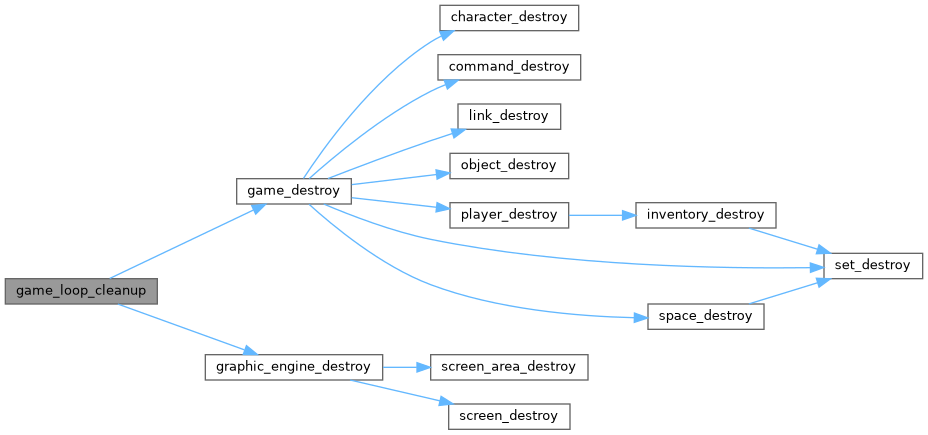 character_destroy
command_destroy
link_destroy
object_destroy
game_destroy
player_destroy
inventory_destroy
set_destroy
game_loop_cleanup
space_destroy
graphic_engine_destroy
screen_area_destroy
screen_destroy